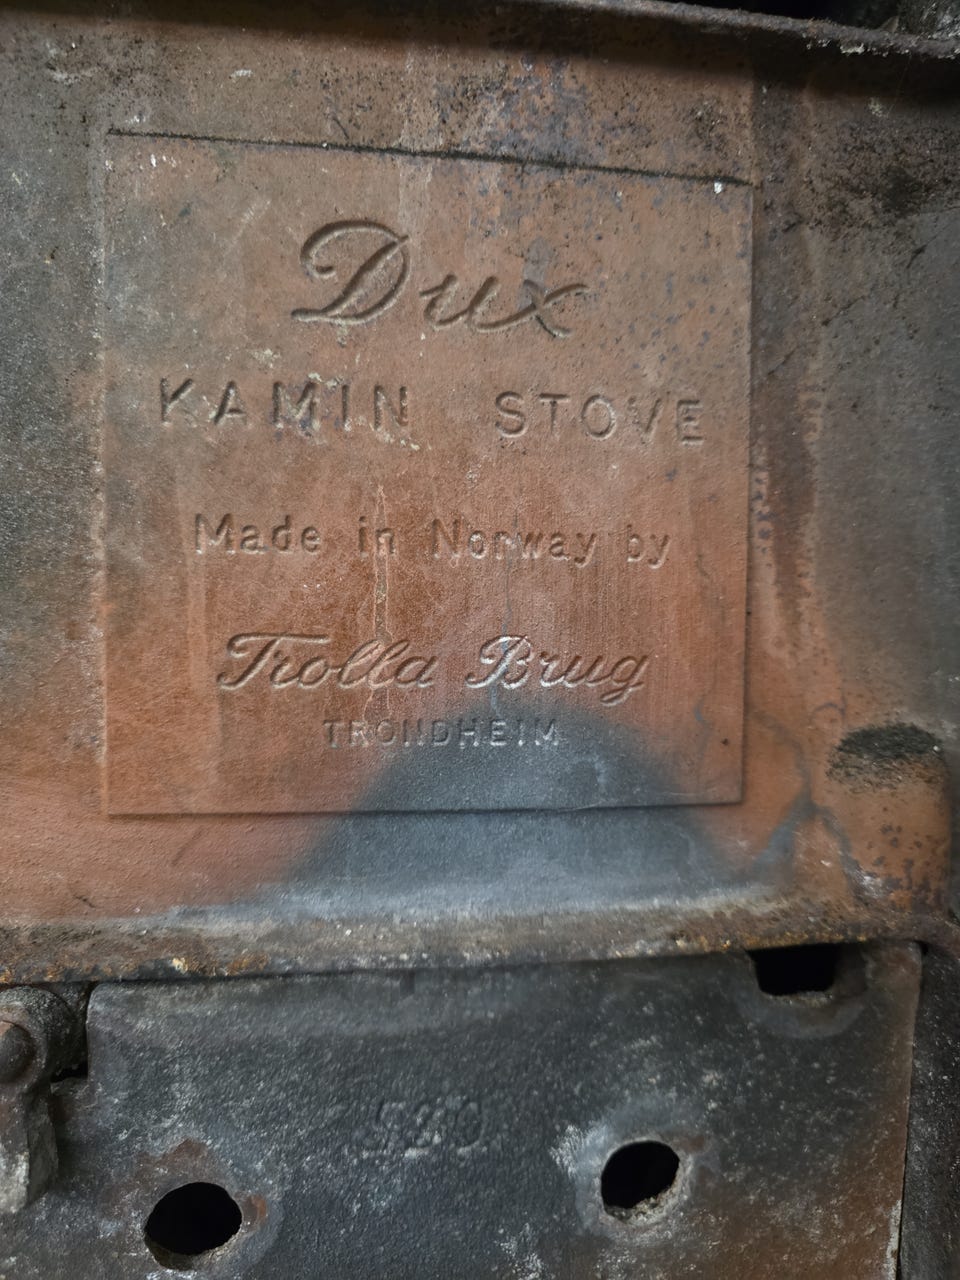 Dux
KAMIN STOVE
Made in Norway by
Trolla Brug
TRONDHEIM